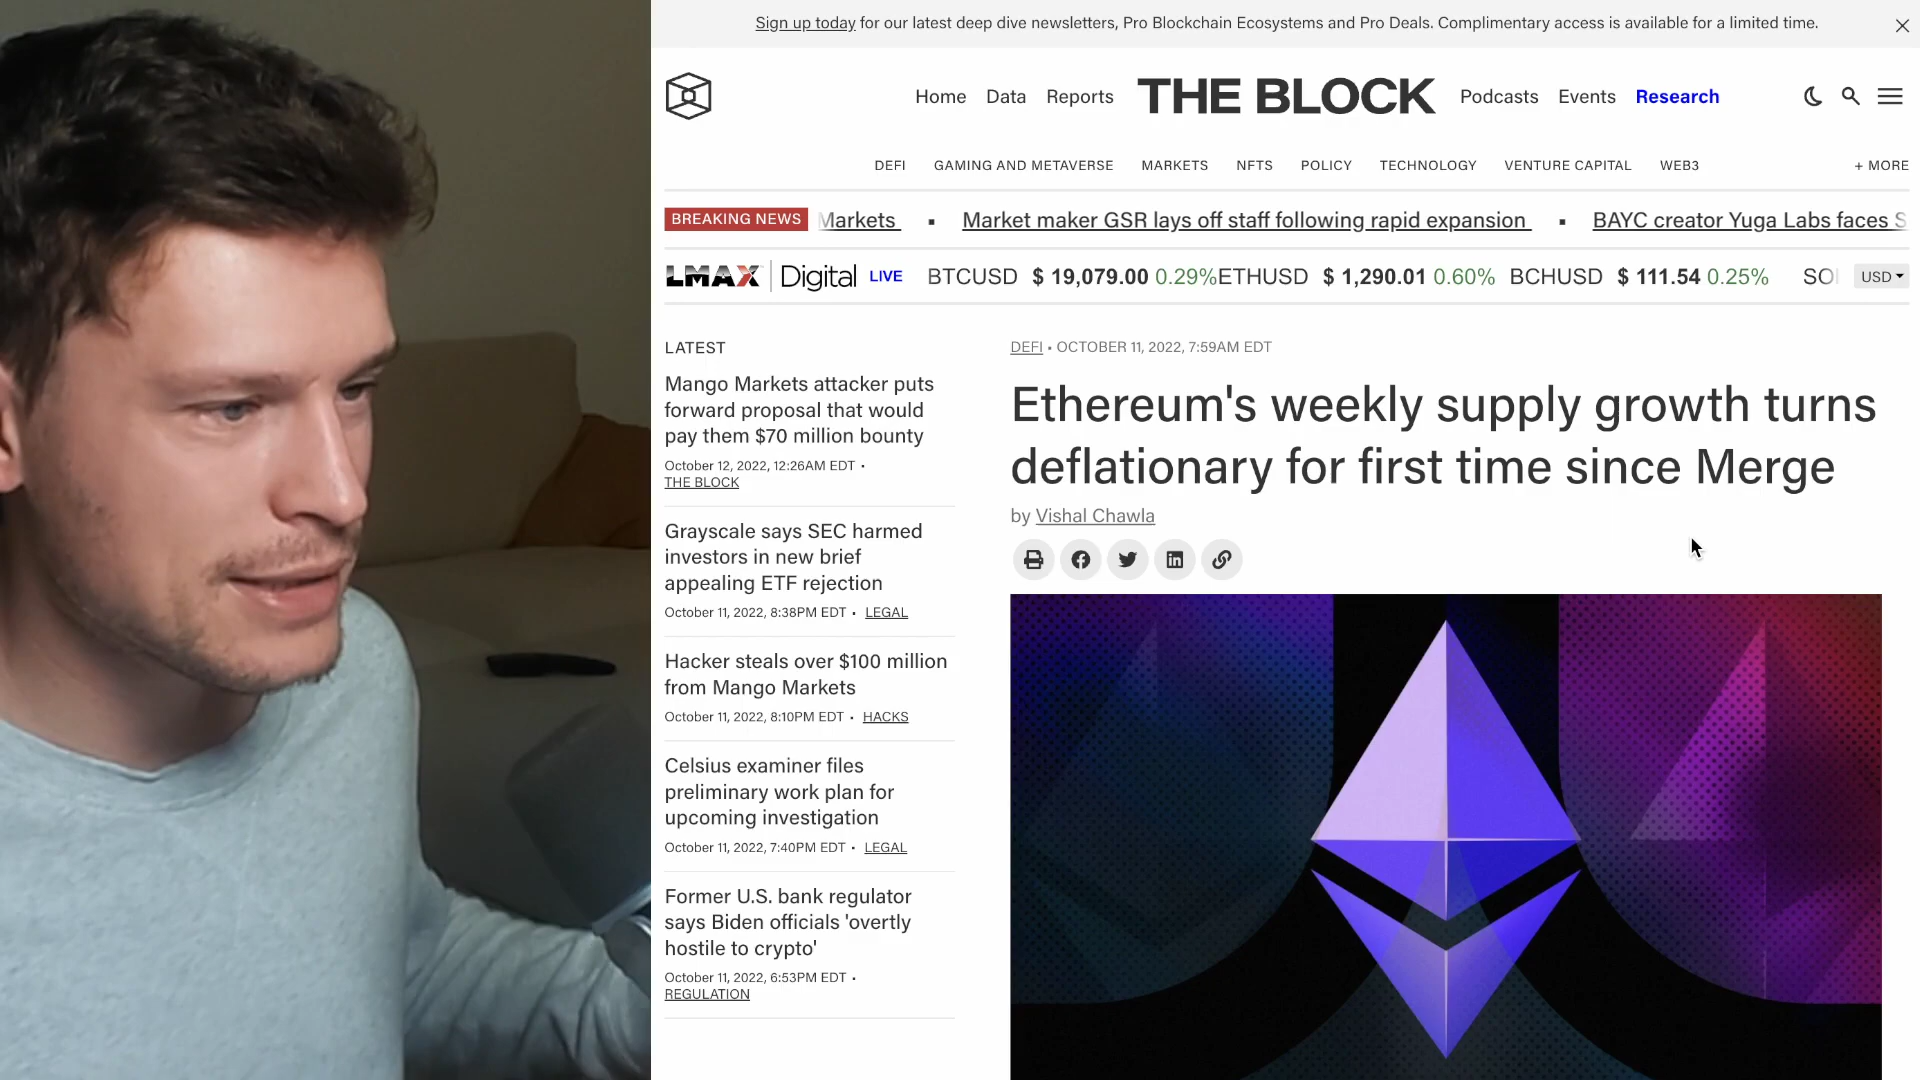 Sign up today for our latest deep dive newsletters, Pro Blockchain Ecosystems and Pro Deals. Complimentary access is available for a limited time.
Home Data Reports THE BLOCK Podcasts Events Research
DEFI GAMING AND METAVERSE MARKETS NFTS POLICY TECHNOLOGY VENTURE CAPITAL WEB3 + MORE
BREAKING NEWS Markets ▪ Market maker GSR lays off staff following rapid expansion ▪ BAYC creator Yuga Labs faces S
LMAX Digital LIVE BTCUSD $ 19,079.00 0.29% ETHUSD $ 1,290.01 0.60% BCHUSD $ 111.54 0.25% SO USD
LATEST
Mango Markets attacker puts
forward proposal that would
pay them $70 million bounty
October 12, 2022, 12:26AM EDT •
THE BLOCK
Grayscale says SEC harmed
investors in new brief
appealing ETF rejection
October 11, 2022, 8:38PM EDT • LEGAL
Hacker steals over $100 million
from Mango Markets
October 11, 2022, 8:10PM EDT • HACKS
Celsius examiner files
preliminary work plan for
upcoming investigation
October 11, 2022, 7:40PM EDT • LEGAL
Former U.S. bank regulator
says Biden officials 'overtly
hostile to crypto'
October 11, 2022, 6:53PM EDT •
REGULATION
DEFI • OCTOBER 11, 2022, 7:59AM EDT
Ethereum's weekly supply growth turns
deflationary for first time since Merge
by Vishal Chawla